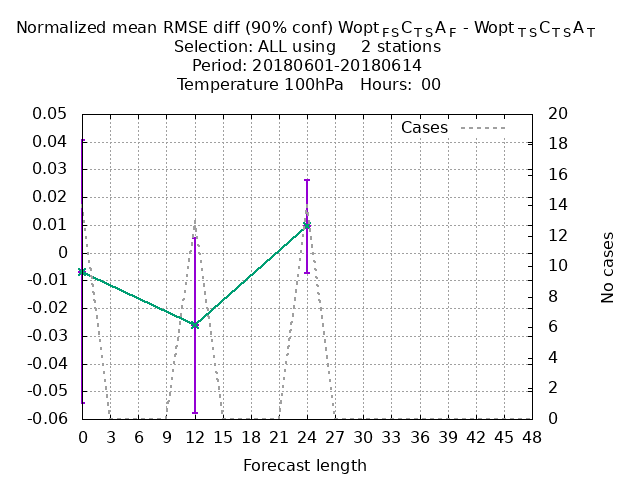 Normalized mean RMSE diff (90% conf) Wopt FS C TS A F - Wopt TS C TS A T
Selection: ALL using 2 stations
Period: 20180601-20180614
Temperature 100hPa Hours: 00
Cases
0.05
0.04
0.03
0.02
0.01
0
-0.01
-0.02
-0.03
-0.04
-0.05
-0.06
20
18
16
14
12
10
8
6
4
2
0
No cases
0 3 6 9 12 15 18 21 24 27 30 33 36 39 42 45 48
Forecast length